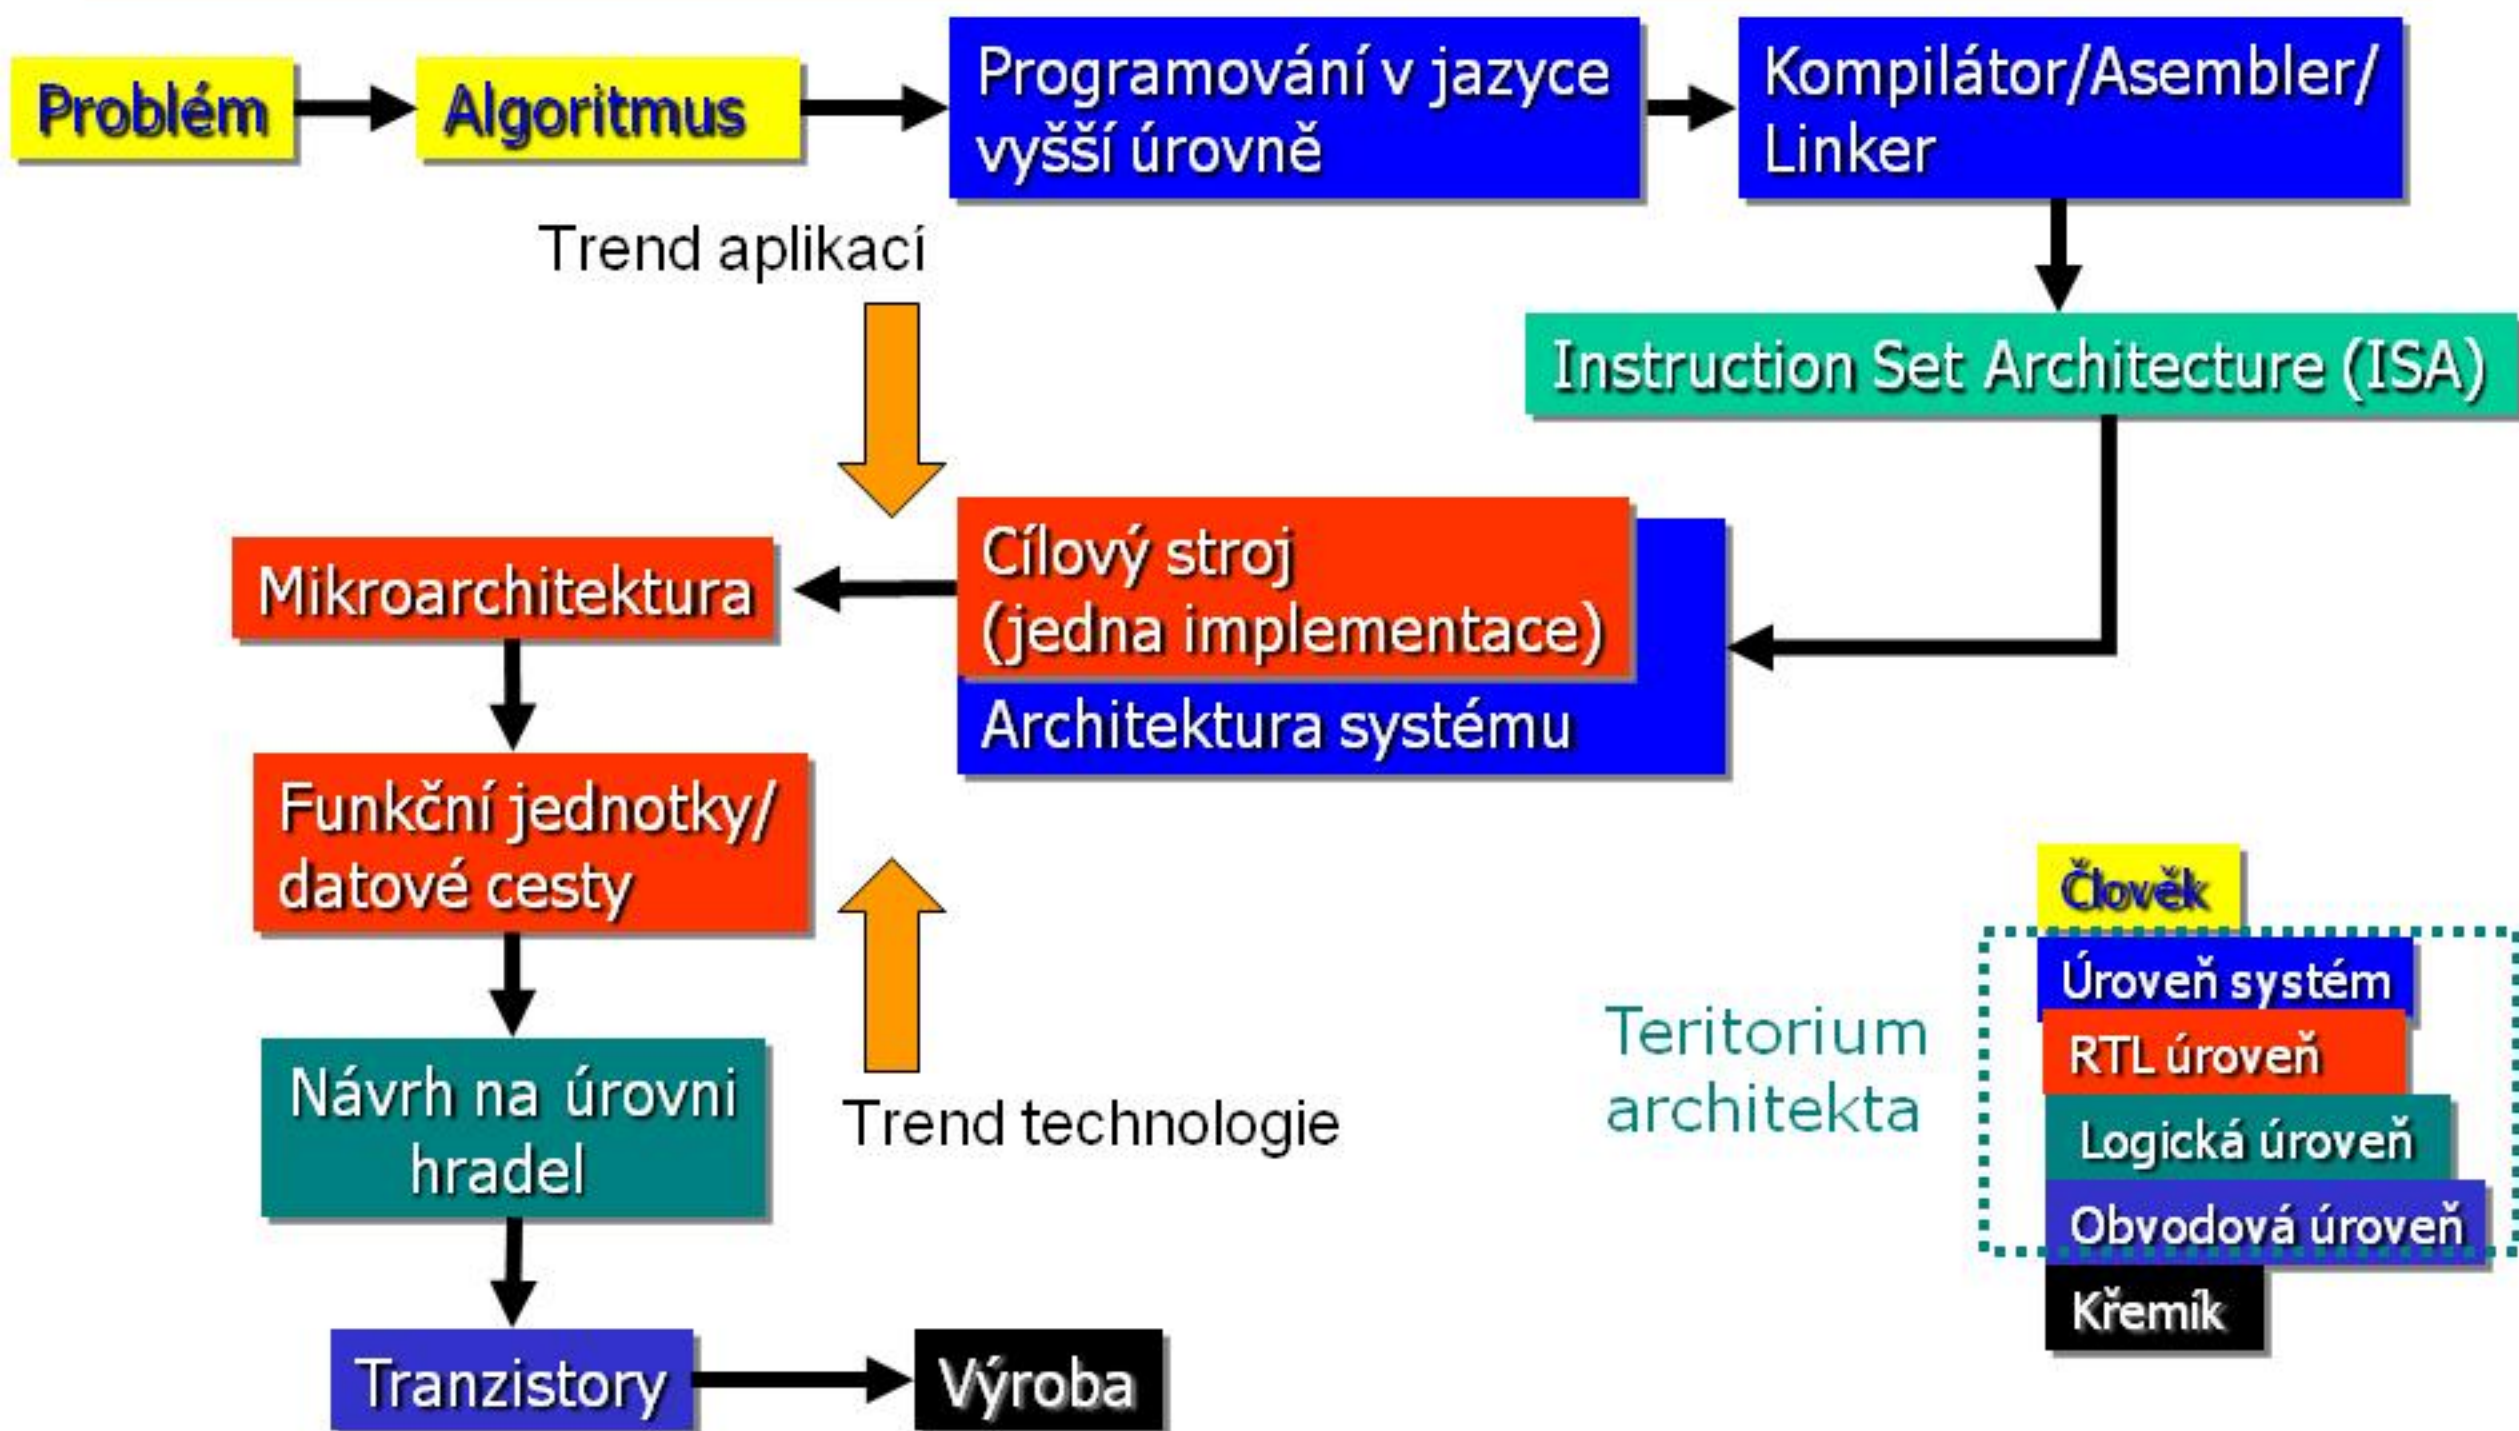 Problém
Algoritmus
Programování v jazyce
vyšší úrovně
Kompilátor/Asembler/
Linker
Trend aplikací
Instruction Set Architecture (ISA)
Cílový stroj
(jedna implementace)
Architektura systému
Mikroarchitektura
Funkční jednotky/
datové cesty
Návrh na úrovni
hradel
Trend technologie
Tranzistory
Výroba
Teritorium
architekta
Člověk
Úroveň systém
RTL úroveň
Logická úroveň
Obvodová úroveň
Křemík